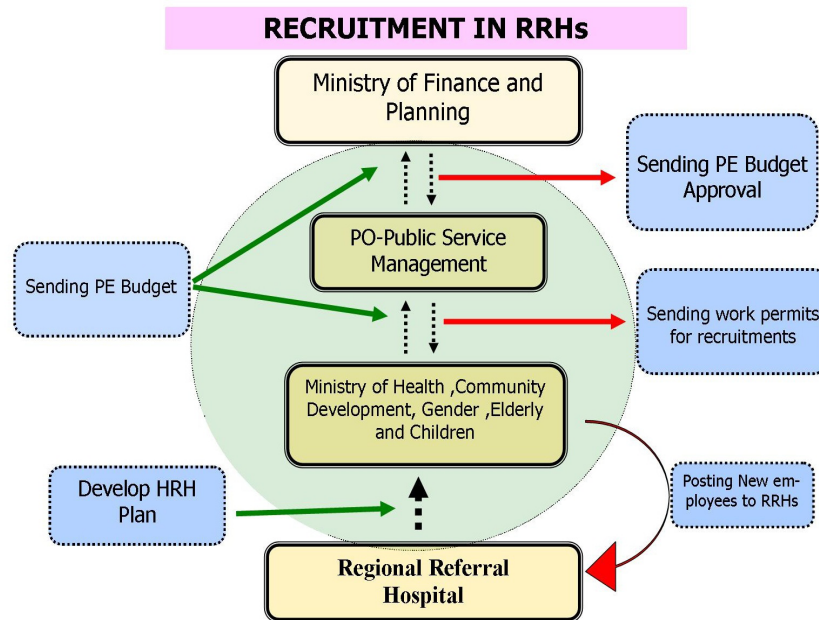 RECRUITMENT IN RRHs
Ministry of Finance and
Planning
Sending PE Budget
Approval
PO-Public Service
Management
Sending PE Budget
Sending work permits
for recruitments
Ministry of Health ,Community
Development, Gender ,Elderly
and Children
Develop HRH
Plan
Posting New em-
ployees to RRHs
Regional Referral
Hospital